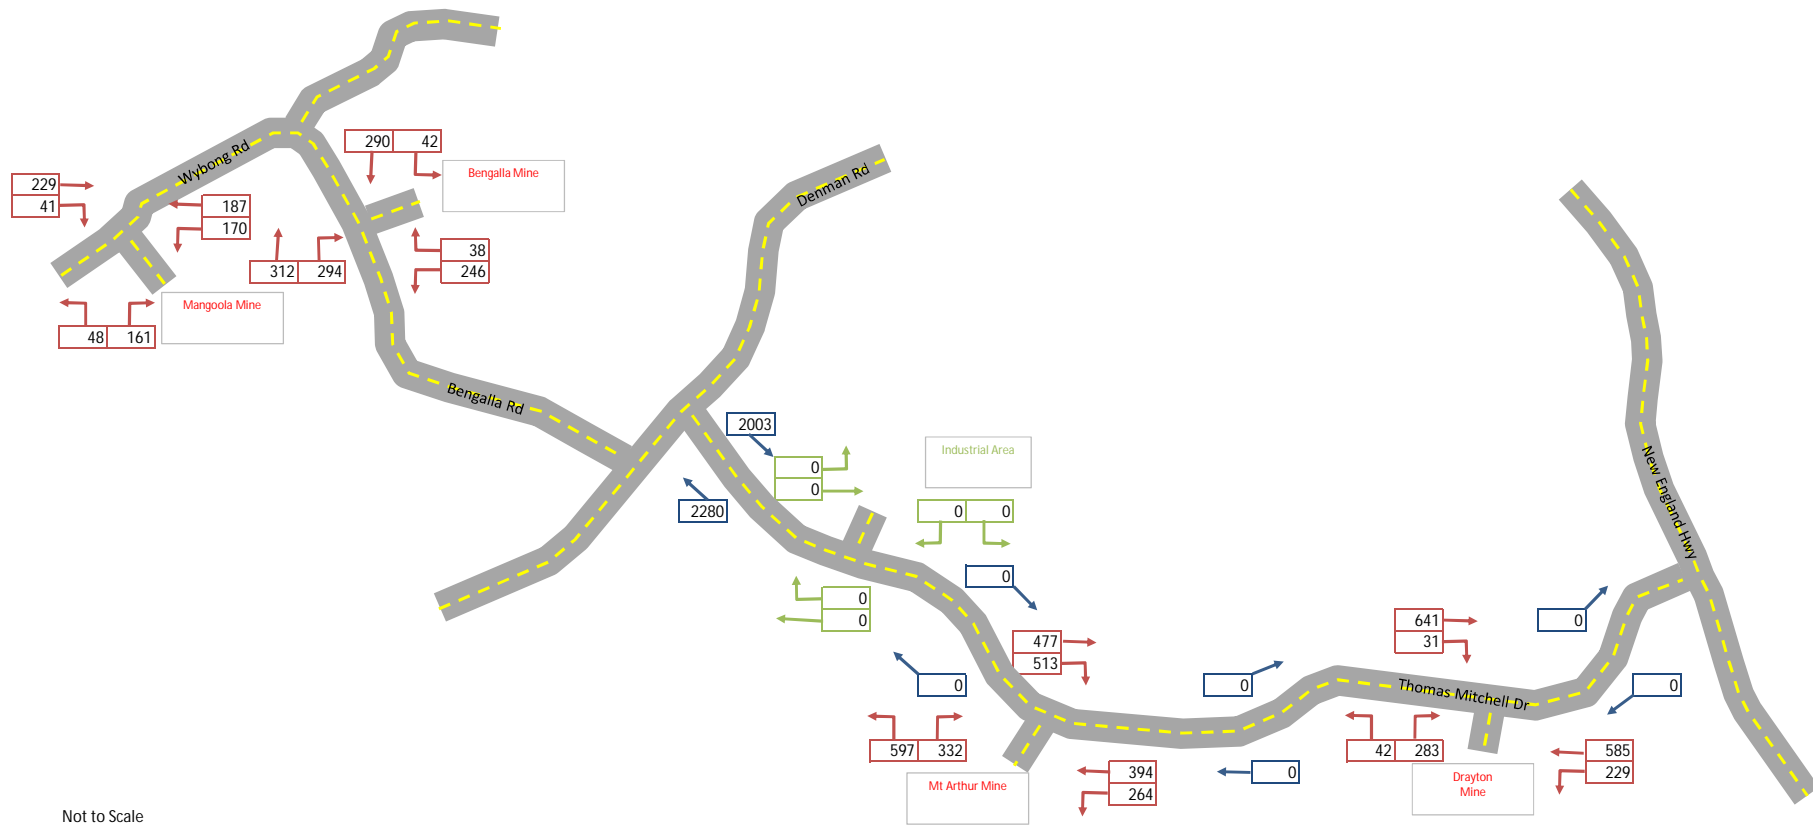 Wybong Rd
290 42
Bengalla Mine
229
41
187
170
312 294
38
246
Mangoola Mine
48 161
Denman Rd
Bengalla Rd
2003
0
0
2280
Industrial Area
0 0
0
0
0
477
513
0
597 332
Mt Arthur Mine
394
264
0
0
641
31
Thomas Mitchell Dr
42 283
Drayton
Mine
585
229
0
0
New England Hwy
Not to Scale